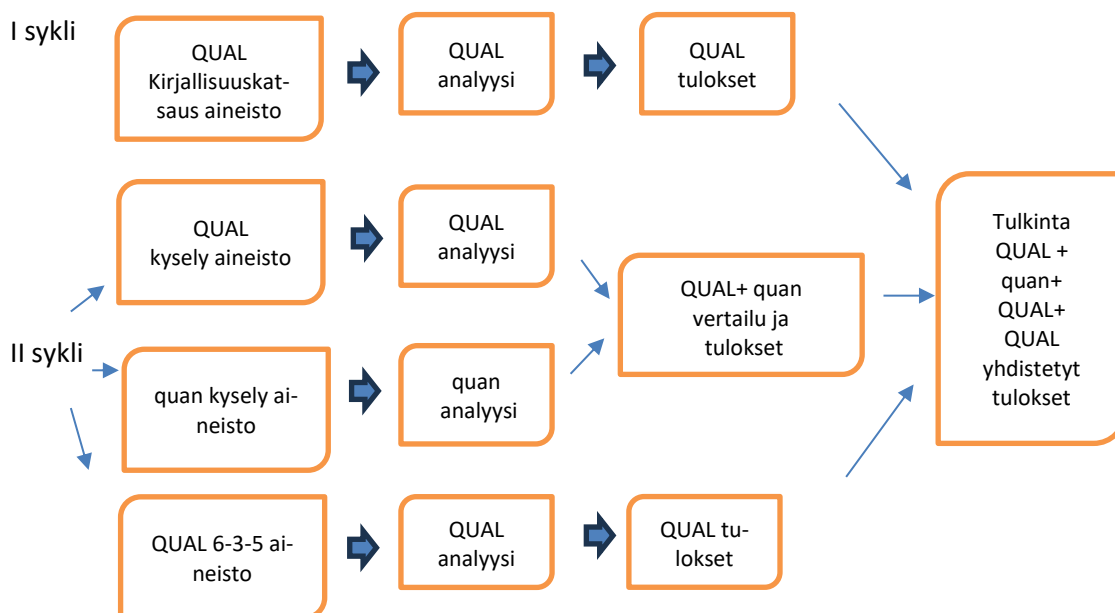 I sykli
QUAL
Kirjallisuuskat-
saus aineisto
QUAL
analyysi
QUAL
tulokset
QUAL
kysely aineisto
QUAL
analyysi
QUAL+ quan
vertailu ja
tulokset
Tulkinta
QUAL +
quan+
QUAL+
QUAL
yhdistetyt
tulokset
II sykli
quan kysely ai-
neisto
quan
analyysi
QUAL 6-3-5 ai-
neisto
QUAL
analyysi
QUAL tu-
lokset